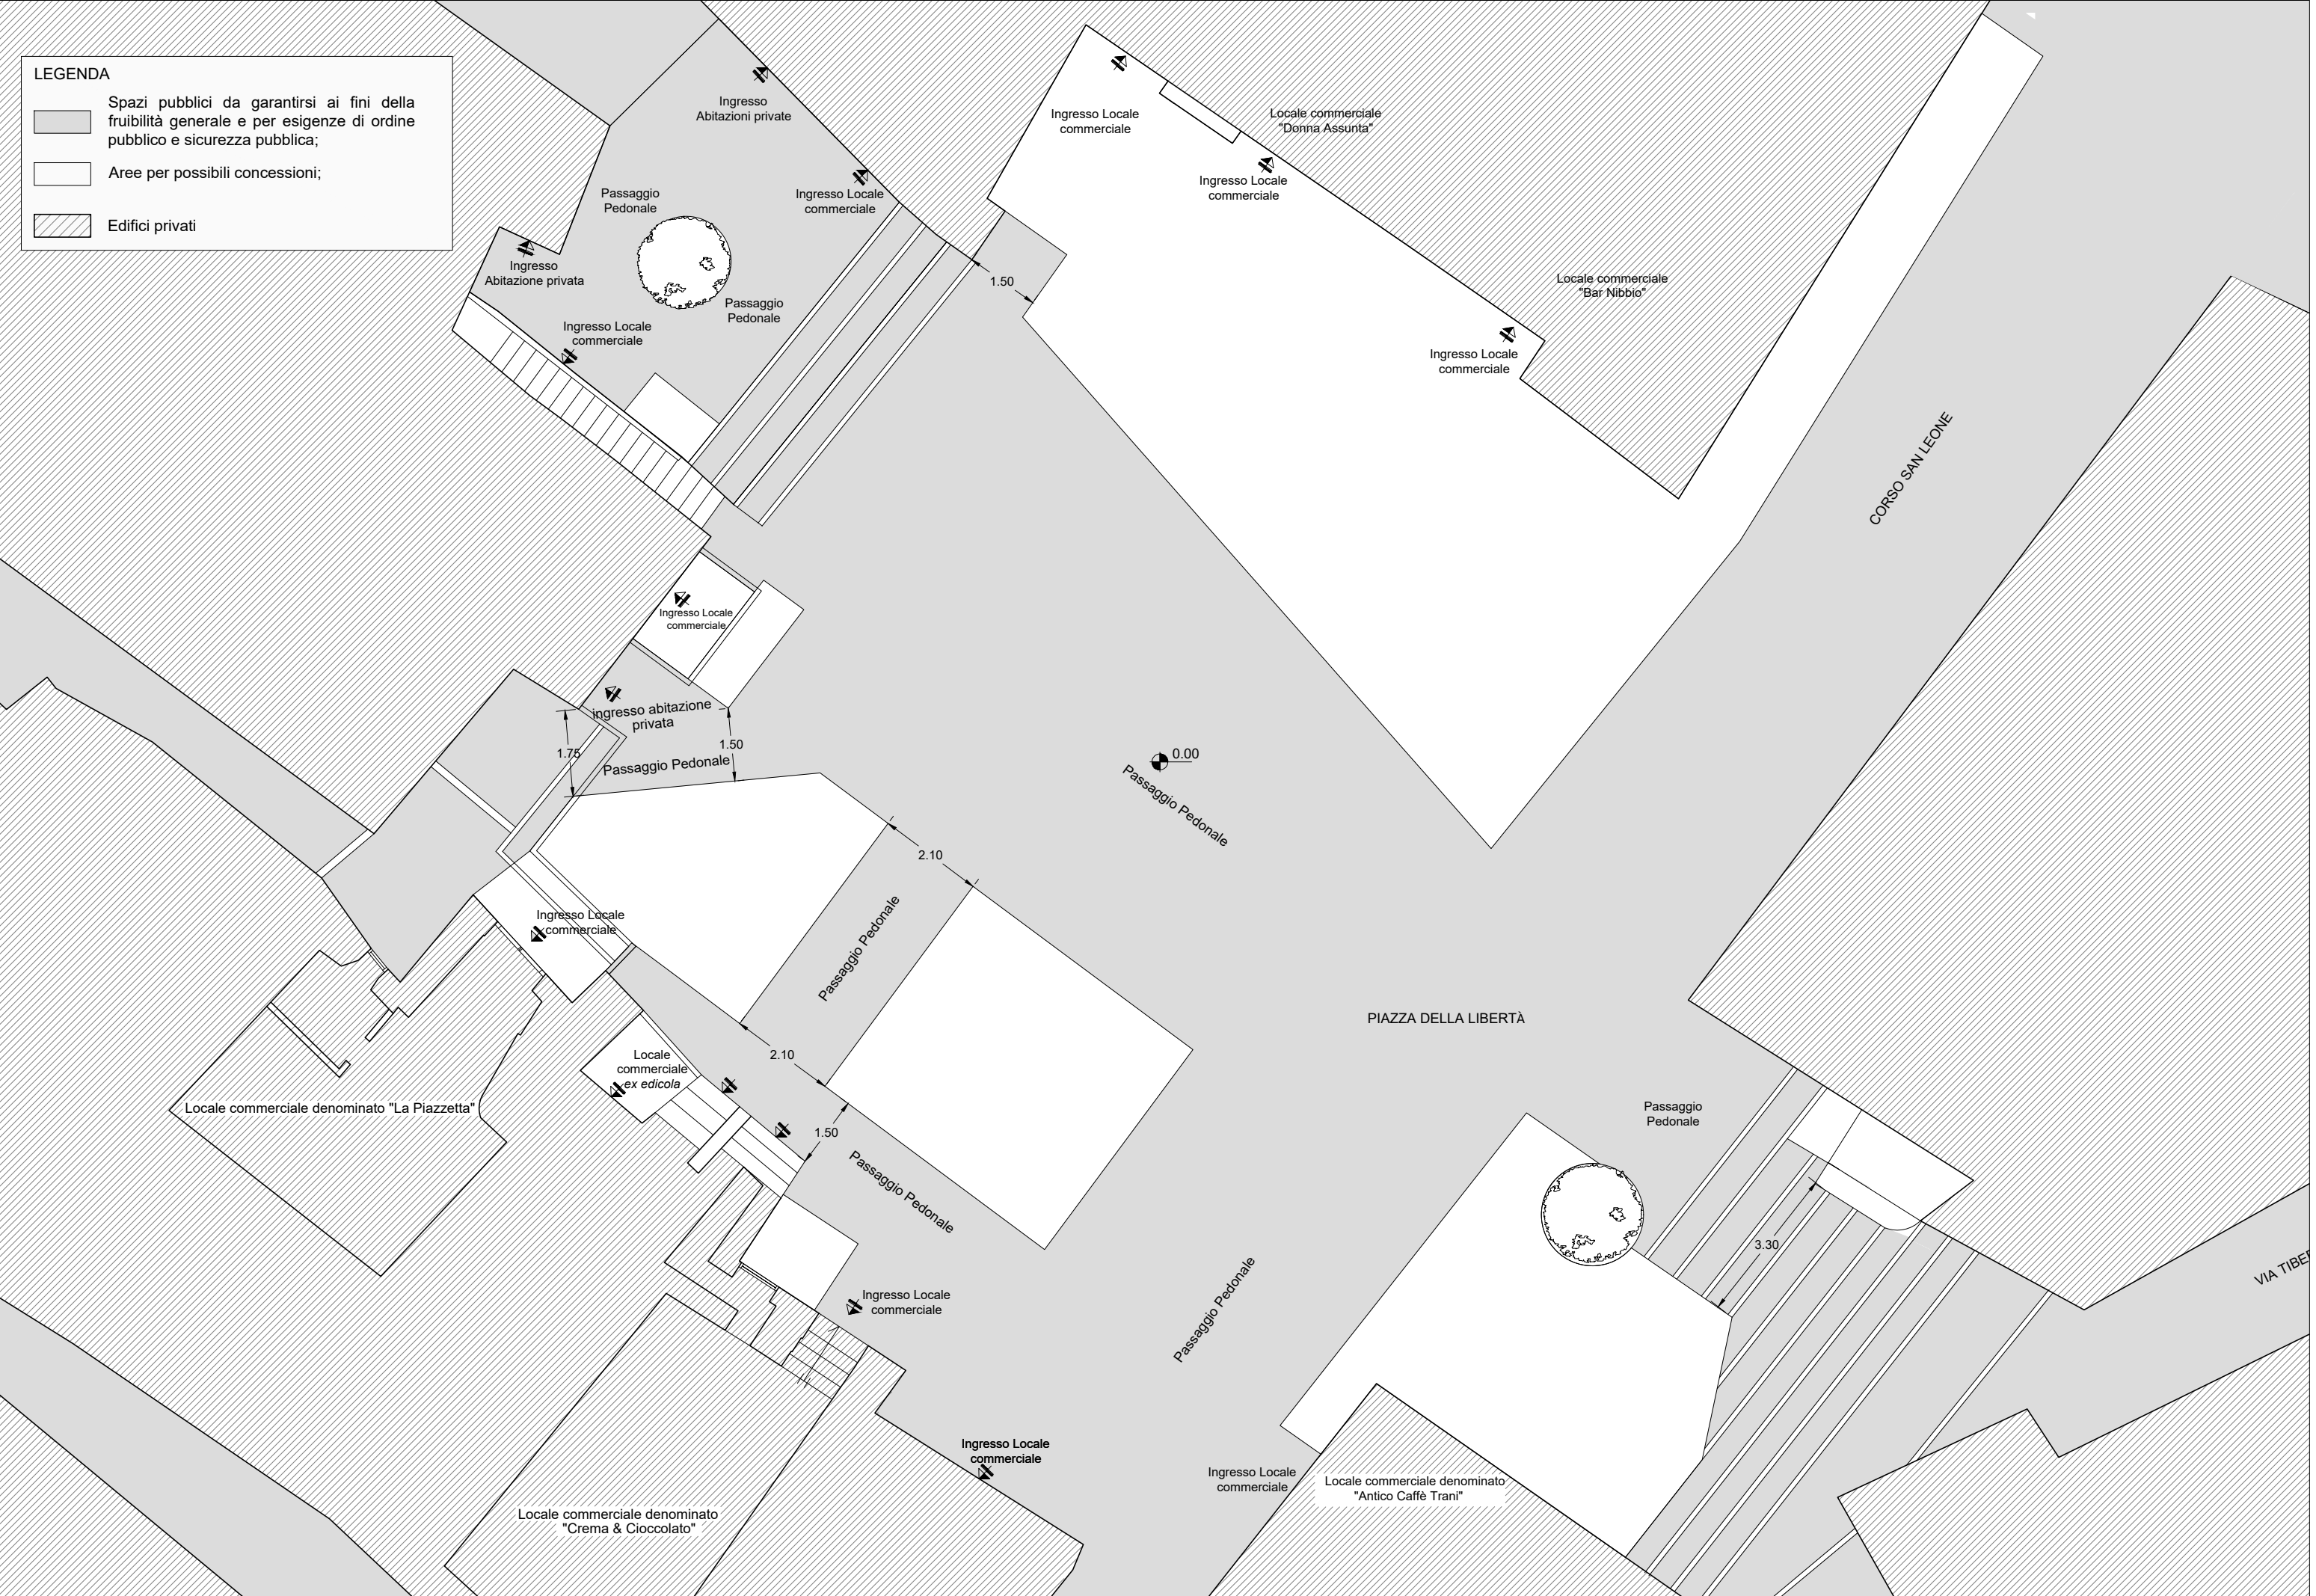 LEGENDA
Spazi pubblici da garantirsi ai fini della
fruibilità generale e per esigenze di ordine
pubblico e sicurezza pubblica;
Aree per possibili concessioni;
Edifici privati
Ingresso
Abitazioni private
Ingresso Locale
commerciale
Locale commerciale
"Donna Assunta"
Passaggio
Pedonale
Ingresso Locale
commerciale
Ingresso Locale
commerciale
Ingresso
Abitazione privata
1.50
Locale commerciale
"Bar Nibbio"
Passaggio
Pedonale
Ingresso Locale
commerciale
Ingresso Locale
commerciale
CORSO SAN LEONE
Ingresso Locale
commerciale
ingresso abitazione
privata
1.75
1.50
Passaggio Pedonale
0.00
Passaggio Pedonale
2.10
Ingresso Locale
commerciale
Passaggio Pedonale
PIAZZA DELLA LIBERTÀ
Locale
commerciale
ex edicola
2.10
Locale commerciale denominato "La Piazzetta"
1.50
Passaggio
Pedonale
Passaggio Pedonale
3.30
VIA TIBE
Ingresso Locale
commerciale
Passaggio Pedonale
Ingresso Locale
commerciale
Ingresso Locale
commerciale
Locale commerciale denominato
"Antico Caffè Trani"
Locale commerciale denominato
"Crema & Cioccolato"